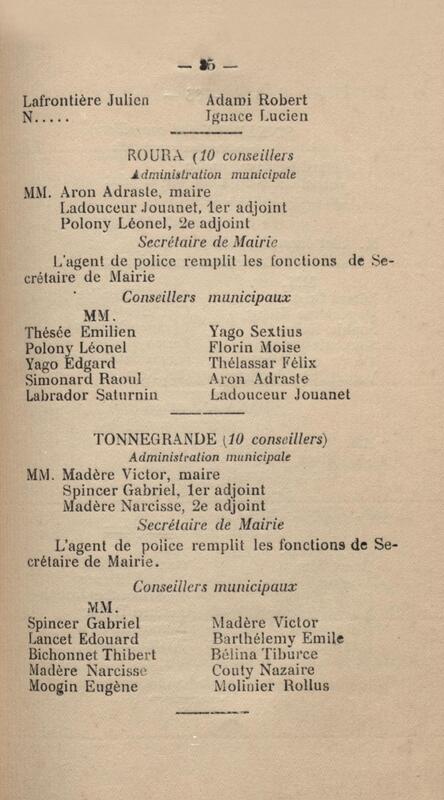 — 35 —
Lafrontière Julien Adami Robert
N..... Ignace Lucien
ROURA (10 conseillers
Administration municipale
MM. Aron Adraste, maire
Ladouceur Jouanet, 1er adjoint
Polony Léonel, 2e adjoint
Secrétaire de Mairie
L'agent de police remplit les fonctions de Se-
crétaire de Mairie
Conseillers municipaux
MM.
Thésée Emilien Yago Sextius
Polony Léonel Florin Moise
Yago Edgard Thélassar Félix
Simonard Raoul Aron Adraste
Labrador Saturnin Ladouceur Jouanet
TONNEGRANDE (10 conseillers)
Administration municipale
MM. Madère Victor, maire
Spincer Gabriel, 1er adjoint
Madère Narcisse, 2e adjoint
Secrétaire de Mairie
L'agent de police remplit les fonctions de Se-
crétaire de Mairie.
Conseillers municipaux
MM.
Spincer Gabriel Madère Victor
Lancet Edouard Barthélemy Emile
Bichonnet Thibert Bélina Tiburce
Madère Narcisse Couty Nazaire
Moogin Eugène Molinier Rollus